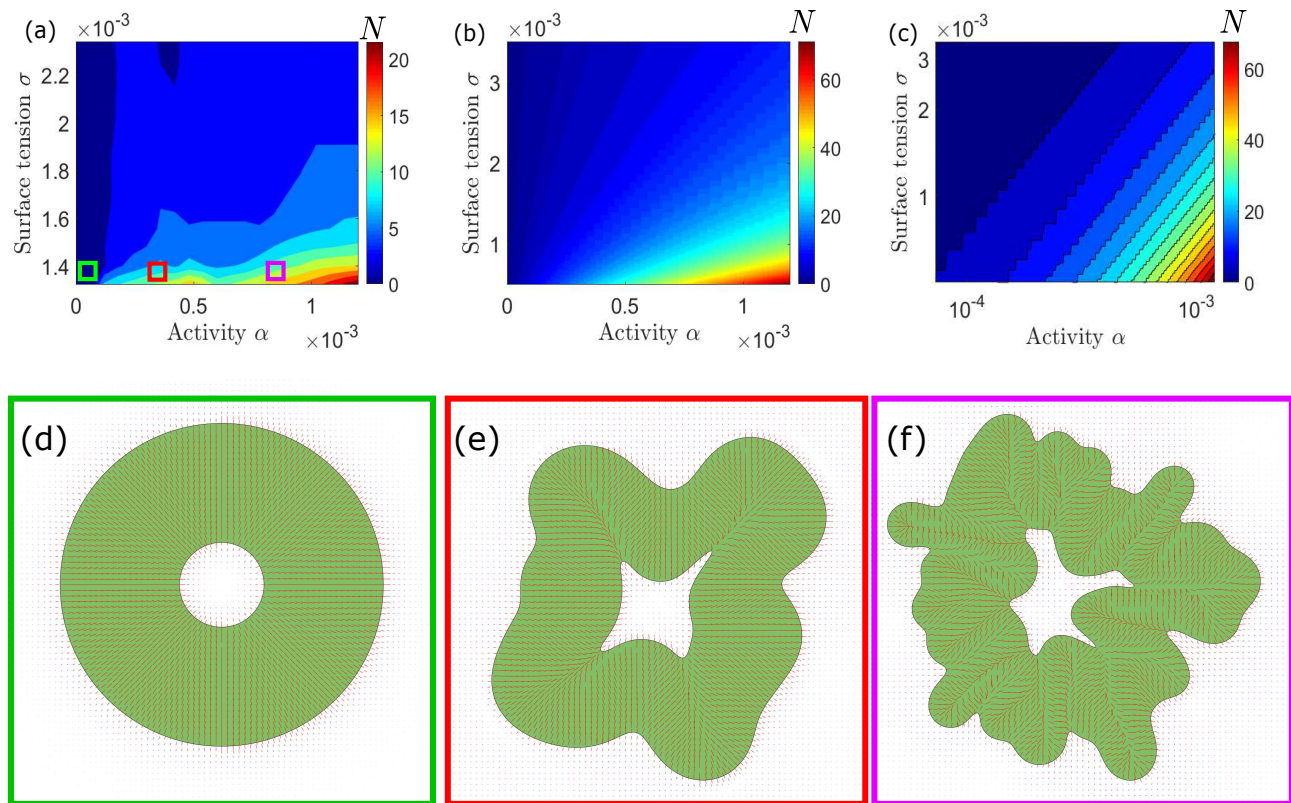 (a) ×10⁻³ N
Surface tension σ
2.2
2
1.8
1.6
1.4
0 0.5 1
Activity α ×10⁻³
20
15
10
5
0
(b) ×10⁻³ N
Surface tension σ
3
2
1
0 0.5 1
Activity α ×10⁻³
60
40
20
0
(c) ×10⁻³ N
Surface tension σ
3
2
1
10⁻⁴ 10⁻³
Activity α
60
40
20
0
(d)
(e)
(f)